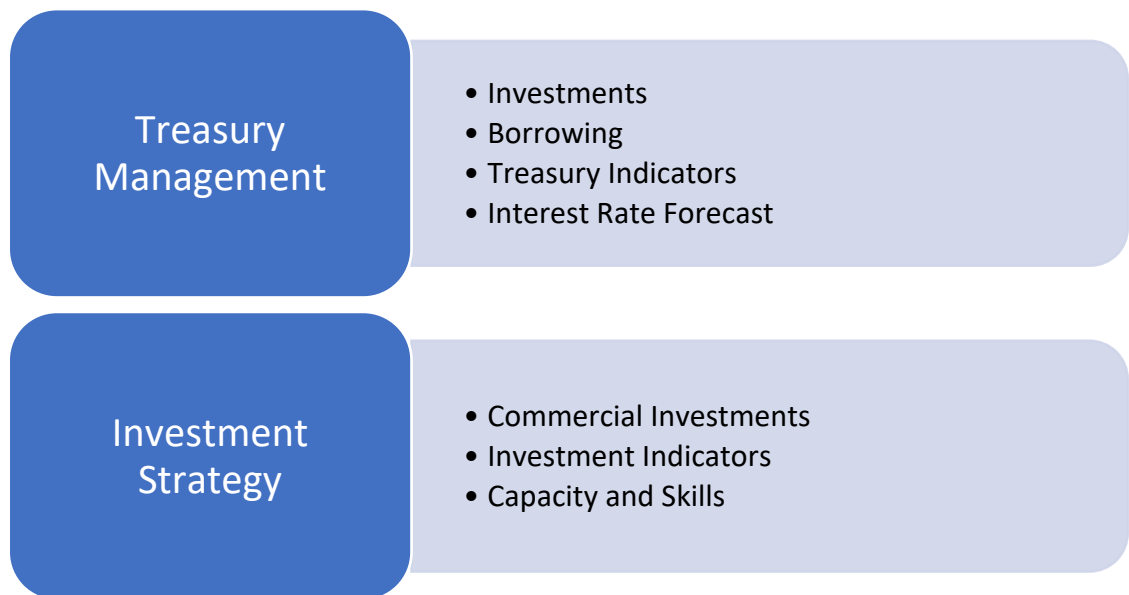 Treasury
Management
• Investments
• Borrowing
• Treasury Indicators
• Interest Rate Forecast
Investment
Strategy
• Commercial Investments
• Investment Indicators
• Capacity and Skills